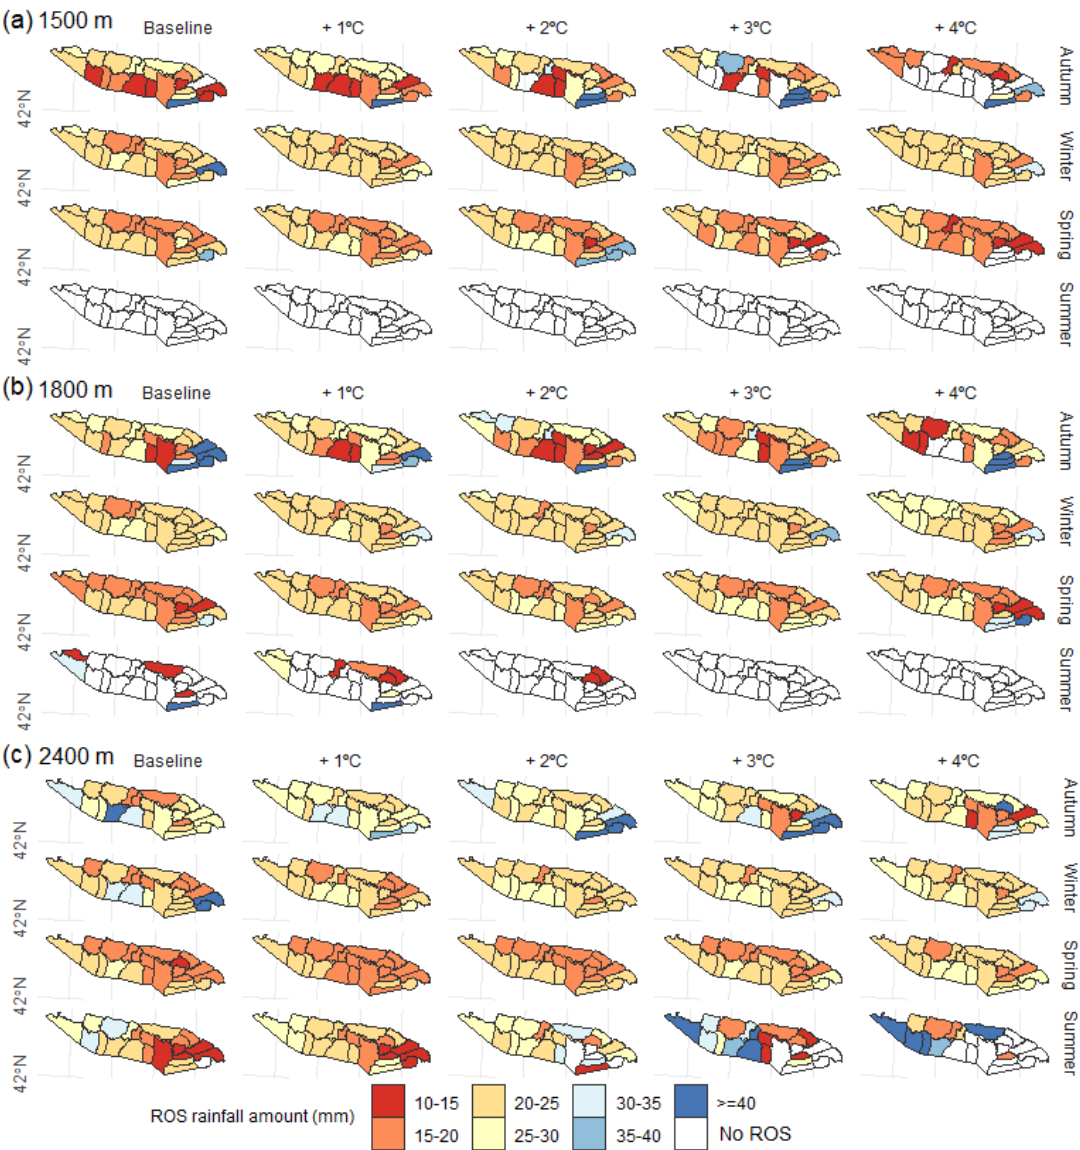 (a) 1500 m
Baseline + 1ºC + 2ºC + 3ºC + 4ºC
42°N Autumn
42°N Winter
42°N Spring
42°N Summer
(b) 1800 m
Baseline + 1ºC + 2ºC + 3ºC + 4ºC
42°N Autumn
42°N Winter
42°N Spring
42°N Summer
(c) 2400 m
Baseline + 1ºC + 2ºC + 3ºC + 4ºC
42°N Autumn
42°N Winter
42°N Spring
42°N Summer
ROS rainfall amount (mm)
10-15 20-25 30-35 >=40
15-20 25-30 35-40 No ROS